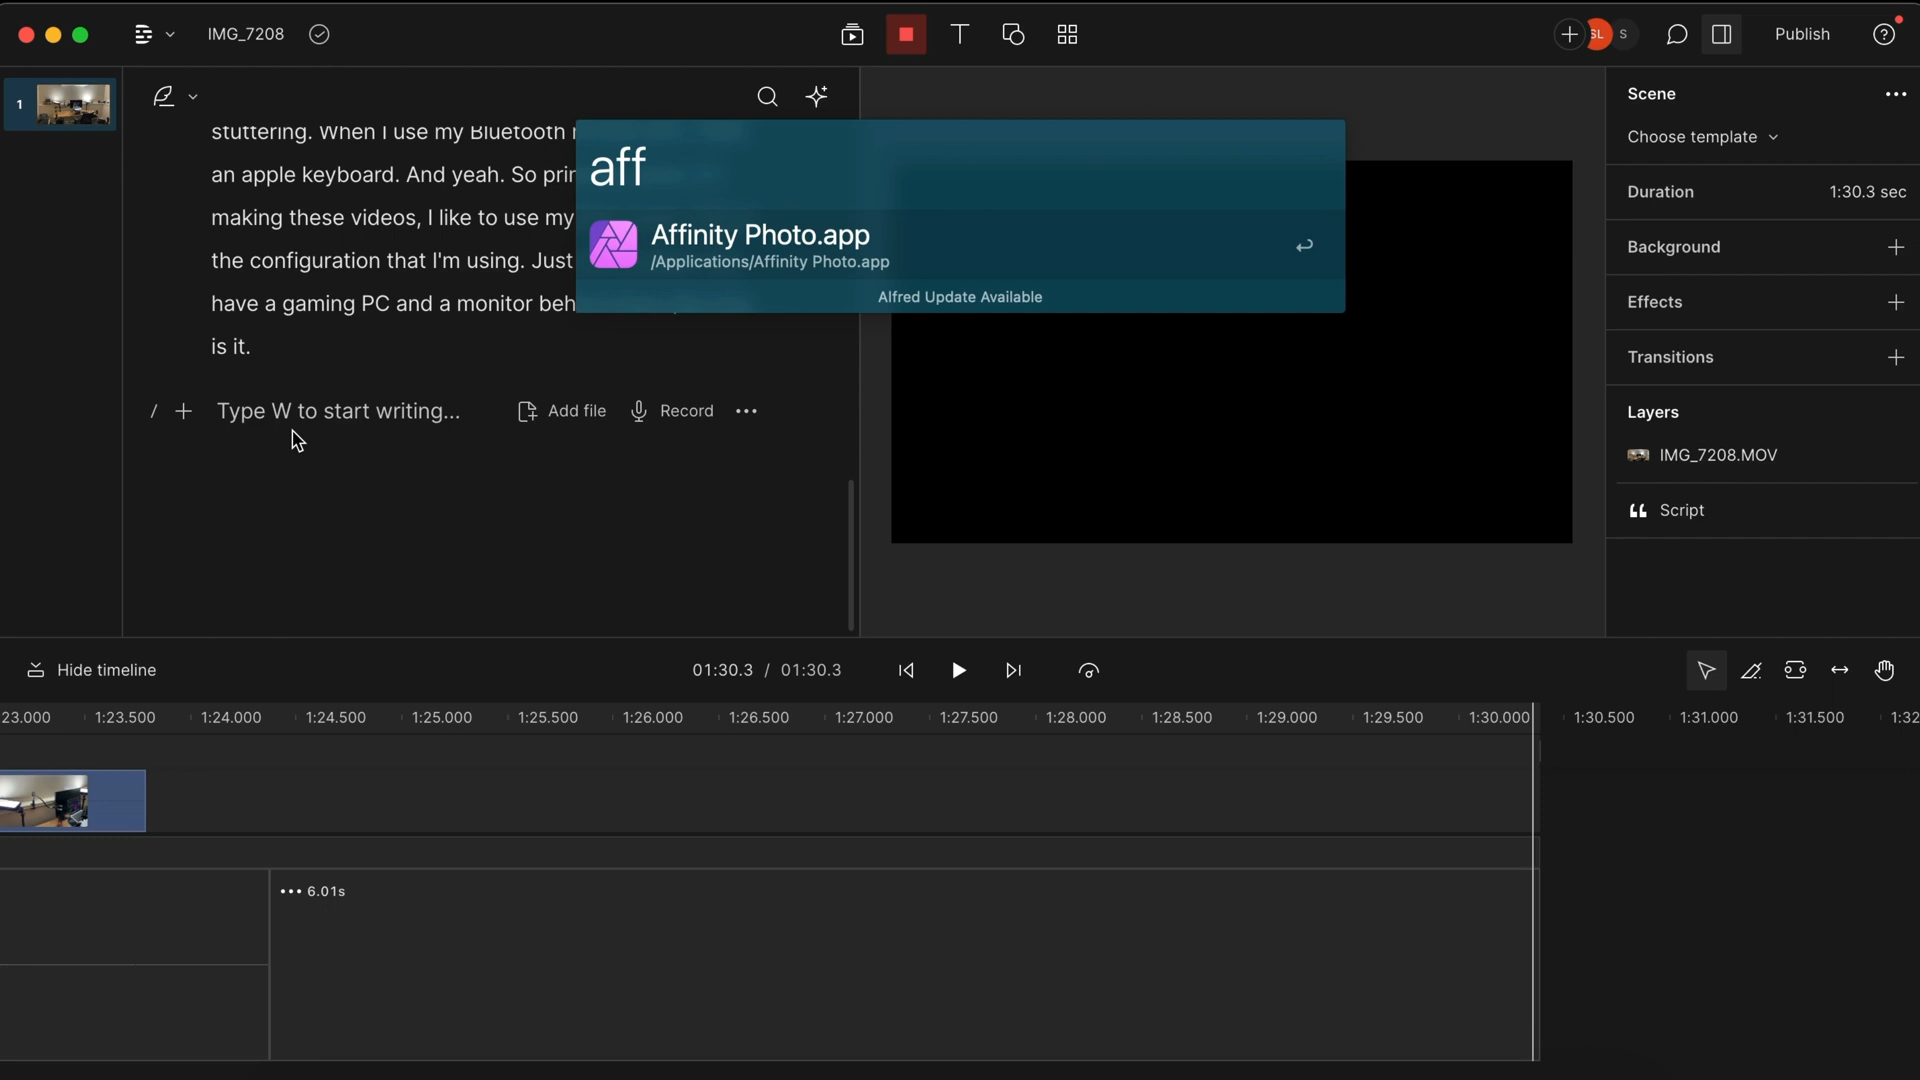 IMG_7208
SL
S
Publish
1
stuttering. When I use my Bluetooth
an apple keyboard. And yeah. So
making these videos, I like to use my
the configuration that I'm using. Just
have a gaming PC and a monitor
is it.
aff
Affinity Photo.app
/Applications/Affinity Photo.app
Alfred Update Available
/ + Type W to start writing...
Add file
Record
Scene
Choose template
Duration 1:30.3 sec
Background
Effects
Transitions
Layers
IMG_7208.MOV
Script
Hide timeline
01:30.3 / 01:30.3
23.000 1:23.500 1:24.000 1:24.500 1:25.000 1:25.500 1:26.000 1:26.500 1:27.000 1:27.500 1:28.000 1:28.500 1:29.000 1:29.500 1:30.000 1:30.500 1:31.000 1:31.500 1:32
6.01s